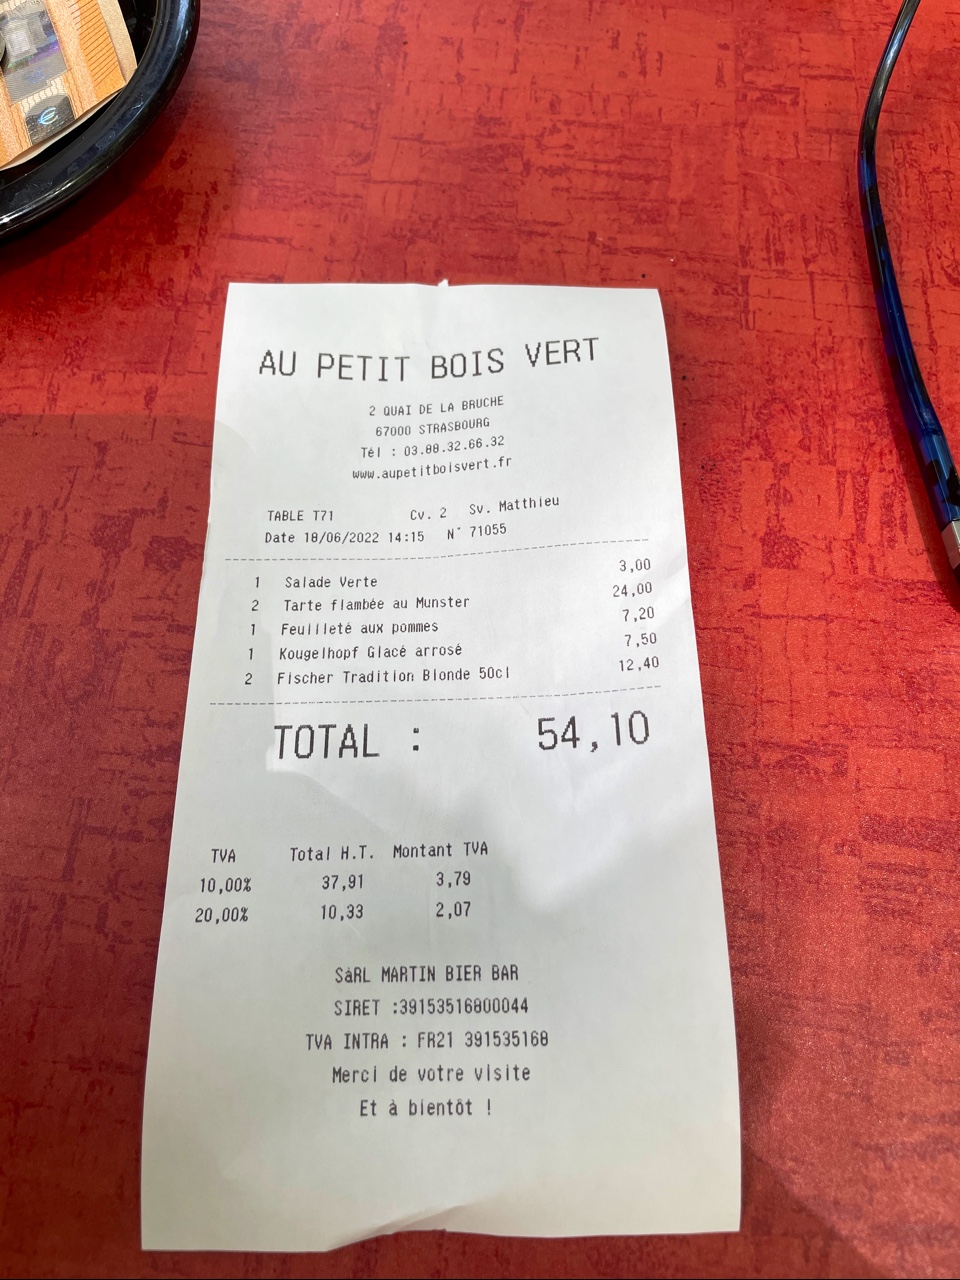 AU PETIT BOIS VERT
2 QUAI DE LA BRUCHE
67000 STRASBOURG
Tél : 03.88.32.66.32
www.aupetitboisvert.fr
TABLE T71 Cv. 2 Sv. Matthieu
Date 18/06/2022 14:15 N° 71055
1 Salade Verte 3,00
2 Tarte flambée au Munster 24,00
1 Feuilleté aux pommes 7,20
1 Kougelhopf Glacé arrosé 7,50
2 Fischer Tradition Blonde 50cl 12,40
TOTAL : 54,10
TVA Total H.T. Montant TVA
10,00% 37,91 3,79
20,00% 10,33 2,07
SàRL MARTIN BIER BAR
SIRET :39153516800044
TVA INTRA : FR21 391535168
Merci de votre visite
Et à bientôt !